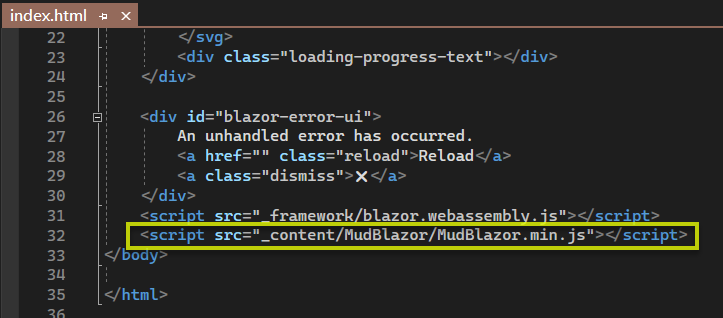 index.html
22 </svg>
23 <div class="loading-progress-text"></div>
24 </div>
25
26 <div id="blazor-error-ui">
27 An unhandled error has occurred.
28 <a href="" class="reload">Reload</a>
29 <a class="dismiss">🗙</a>
30 </div>
31 <script src="_framework/blazor.webassembly.js"></script>
32 <script src="_content/MudBlazor/MudBlazor.min.js"></script>
33 </body>
34
35 </html>
36